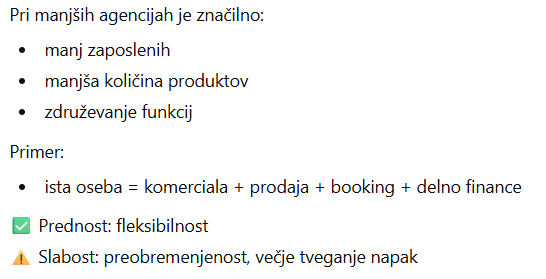 Pri manjših agencijah je značilno:
• manj zaposlenih
• manjša količina produktov
• združevanje funkcij
Primer:
• ista oseba = komerciala + prodaja + booking + delno finance
✅ Prednost: fleksibilnost
⚠️ Slabost: preobremenjenost, večje tveganje napak